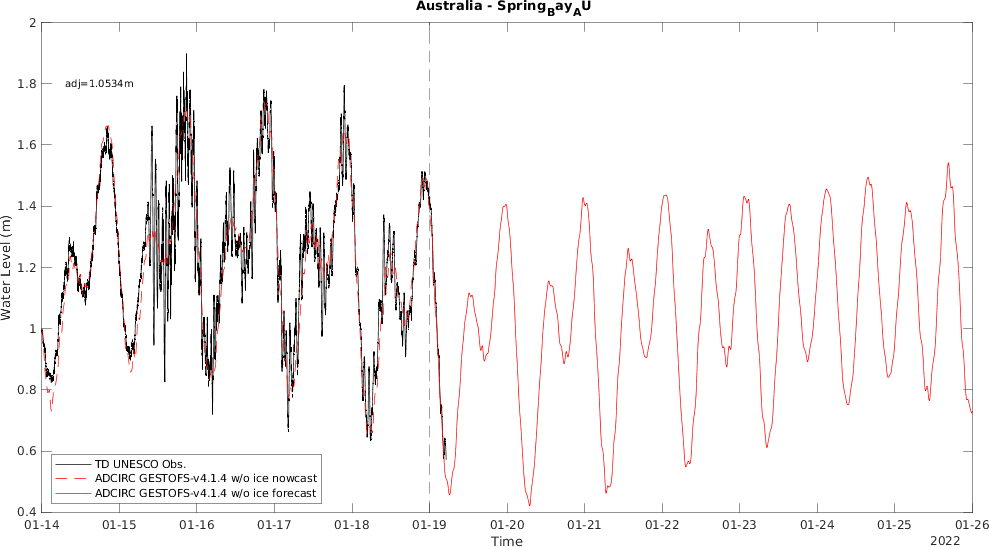 Australia - SpringBayAU
2
1.8
1.6
1.4
1.2
1
0.8
0.6
0.4
Water Level (m)
adj=1.0534m
TD UNESCO Obs.
ADCIRC GESTOFS-v4.1.4 w/o ice nowcast
ADCIRC GESTOFS-v4.1.4 w/o ice forecast
01-14 01-15 01-16 01-17 01-18 01-19 01-20 01-21 01-22 01-23 01-24 01-25 01-26
Time
2022